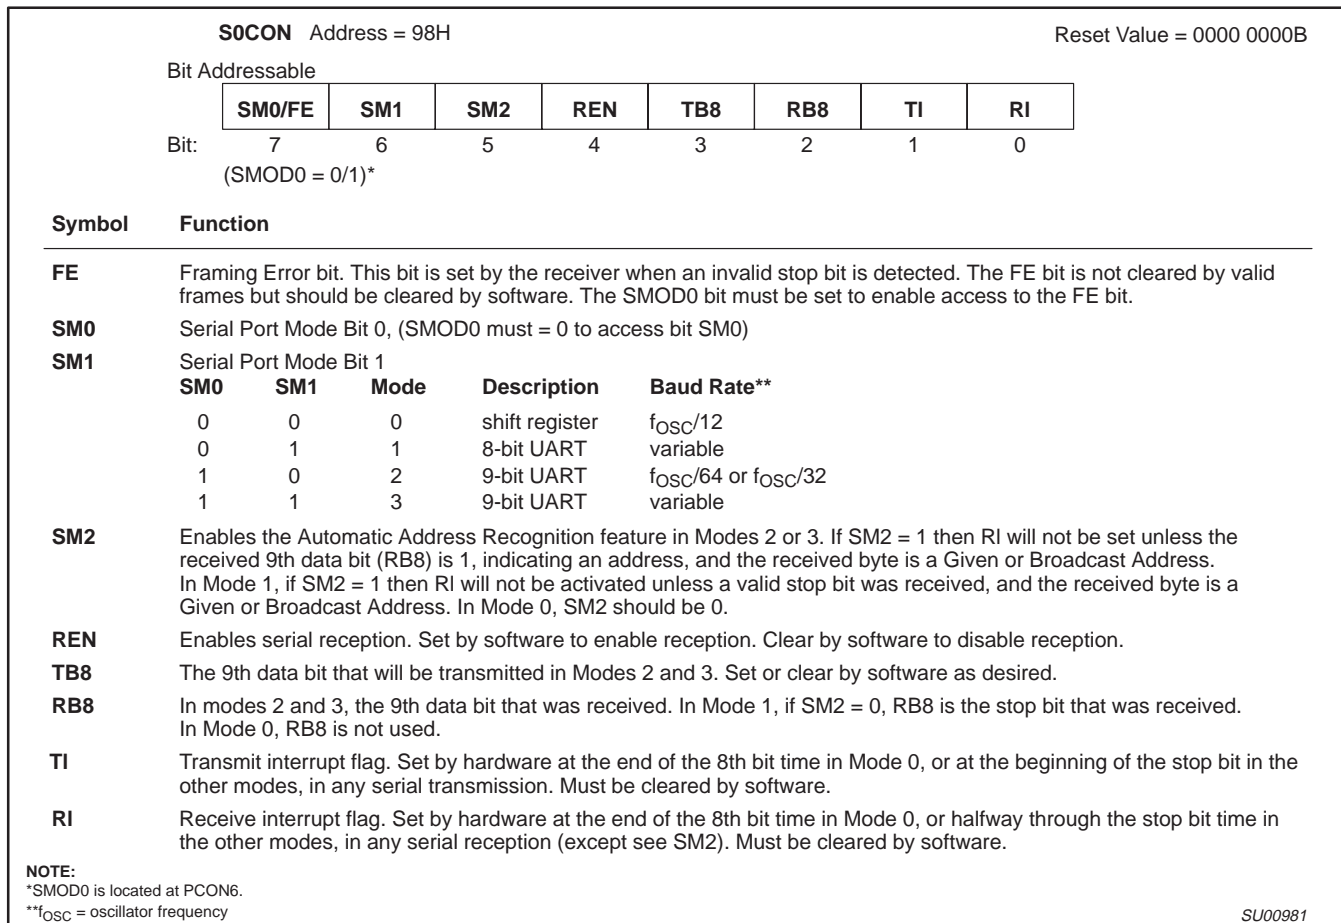 S0CON Address = 98H Reset Value = 0000 0000B
Bit Addressable
SM0/FE SM1 SM2 REN TB8 RB8 TI RI
Bit: 7 6 5 4 3 2 1 0
(SMOD0 = 0/1)*
Symbol Function
FE Framing Error bit. This bit is set by the receiver when an invalid stop bit is detected. The FE bit is not cleared by valid
frames but should be cleared by software. The SMOD0 bit must be set to enable access to the FE bit.
SM0 Serial Port Mode Bit 0, (SMOD0 must = 0 to access bit SM0)
SM1 Serial Port Mode Bit 1
SM0 SM1 Mode Description Baud Rate**
0 0 0 shift register fOSC/12
0 1 1 8-bit UART variable
1 0 2 9-bit UART fOSC/64 or fOSC/32
1 1 3 9-bit UART variable
SM2 Enables the Automatic Address Recognition feature in Modes 2 or 3. If SM2 = 1 then RI will not be set unless the
received 9th data bit (RB8) is 1, indicating an address, and the received byte is a Given or Broadcast Address.
In Mode 1, if SM2 = 1 then RI will not be activated unless a valid stop bit was received, and the received byte is a
Given or Broadcast Address. In Mode 0, SM2 should be 0.
REN Enables serial reception. Set by software to enable reception. Clear by software to disable reception.
TB8 The 9th data bit that will be transmitted in Modes 2 and 3. Set or clear by software as desired.
RB8 In modes 2 and 3, the 9th data bit that was received. In Mode 1, if SM2 = 0, RB8 is the stop bit that was received.
In Mode 0, RB8 is not used.
TI Transmit interrupt flag. Set by hardware at the end of the 8th bit time in Mode 0, or at the beginning of the stop bit in the
other modes, in any serial transmission. Must be cleared by software.
RI Receive interrupt flag. Set by hardware at the end of the 8th bit time in Mode 0, or halfway through the stop bit time in
the other modes, in any serial reception (except see SM2). Must be cleared by software.
NOTE:
*SMOD0 is located at PCON6.
**fOSC = oscillator frequency SU00981